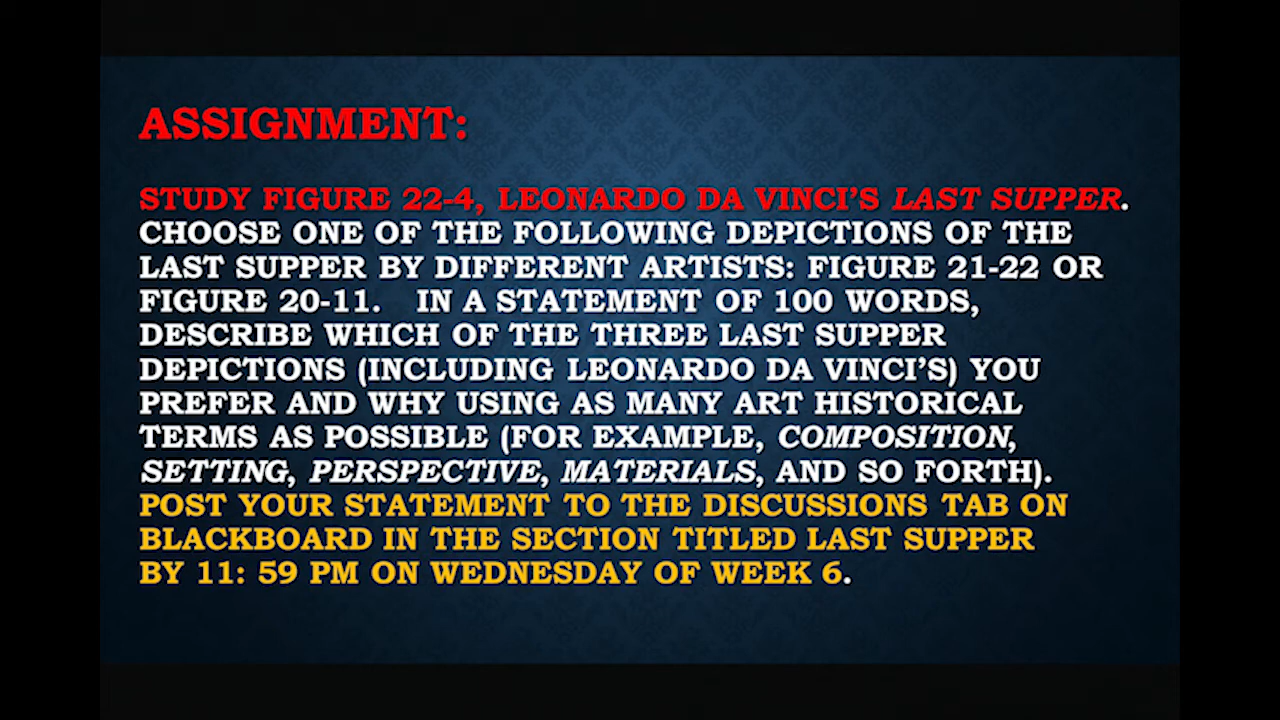 ASSIGNMENT:
STUDY FIGURE 22-4, LEONARDO DA VINCI’S LAST SUPPER.
CHOOSE ONE OF THE FOLLOWING DEPICTIONS OF THE
LAST SUPPER BY DIFFERENT ARTISTS: FIGURE 21-22 OR
FIGURE 20-11. IN A STATEMENT OF 100 WORDS,
DESCRIBE WHICH OF THE THREE LAST SUPPER
DEPICTIONS (INCLUDING LEONARDO DA VINCI’S) YOU
PREFER AND WHY USING AS MANY ART HISTORICAL
TERMS AS POSSIBLE (FOR EXAMPLE, COMPOSITION,
SETTING, PERSPECTIVE, MATERIALS, AND SO FORTH).
POST YOUR STATEMENT TO THE DISCUSSIONS TAB ON
BLACKBOARD IN THE SECTION TITLED LAST SUPPER
BY 11: 59 PM ON WEDNESDAY OF WEEK 6.